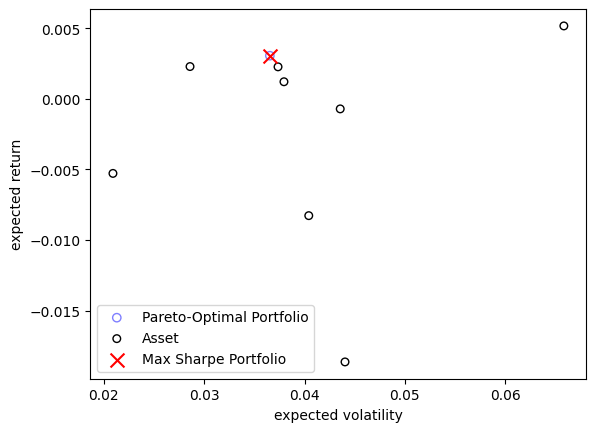 0.005
0.000
−0.005
−0.010
−0.015
expected return
Pareto-Optimal Portfolio
Asset
Max Sharpe Portfolio
0.02 0.03 0.04 0.05 0.06
expected volatility